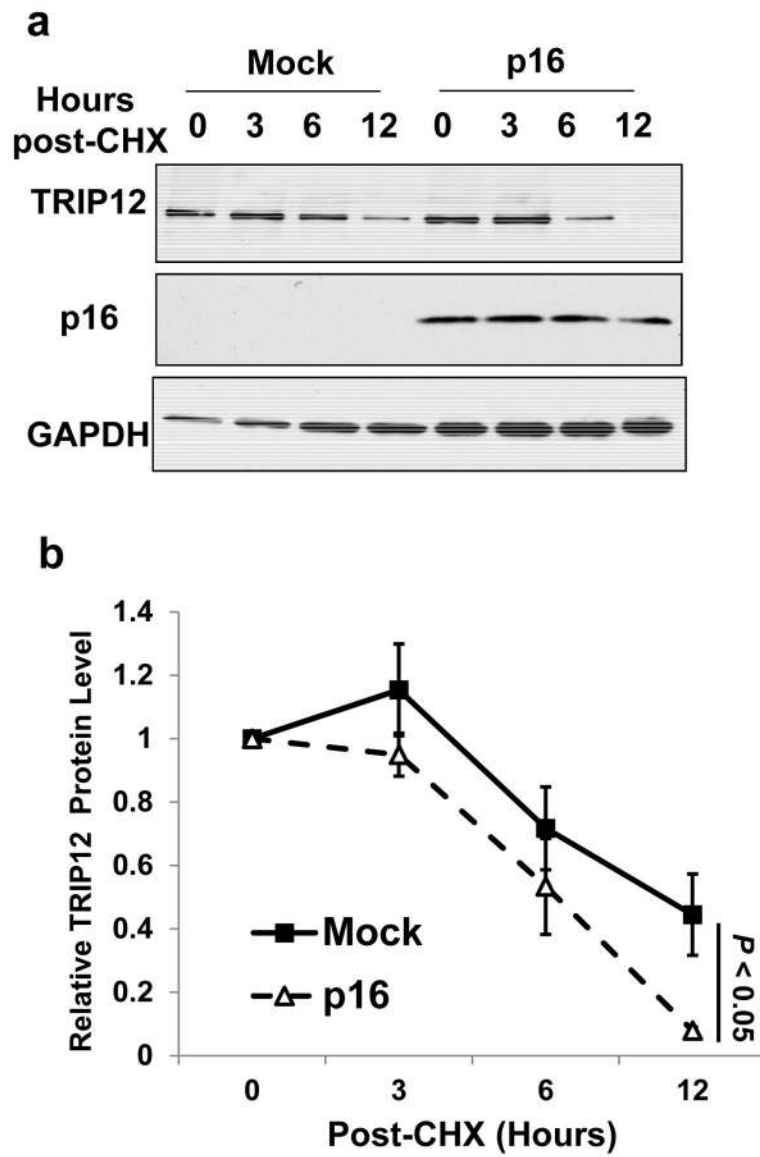 a
Mock p16
Hours
post-CHX 0 3 6 12 0 3 6 12
TRIP12
p16
GAPDH
b
Relative TRIP12 Protein Level
1.4
1.2
1
0.8
0.6
0.4
0.2
0
Mock
p16
P < 0.05
0 3 6 12
Post-CHX (Hours)